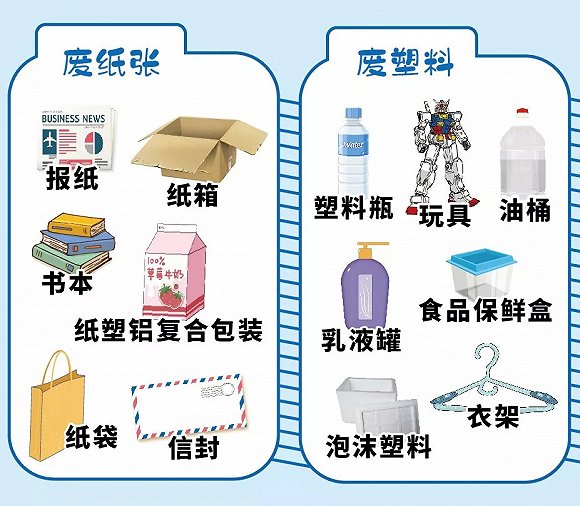 废纸张
BUSINESS NEWS
报纸
纸箱
书本
100%
草莓牛奶
纸塑铝复合包装
纸袋
信封
废塑料
Water
塑料瓶
玩具
油桶
乳液罐
食品保鲜盒
泡沫塑料
衣架